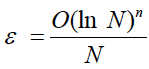 ε = O(ln N)ⁿ / N